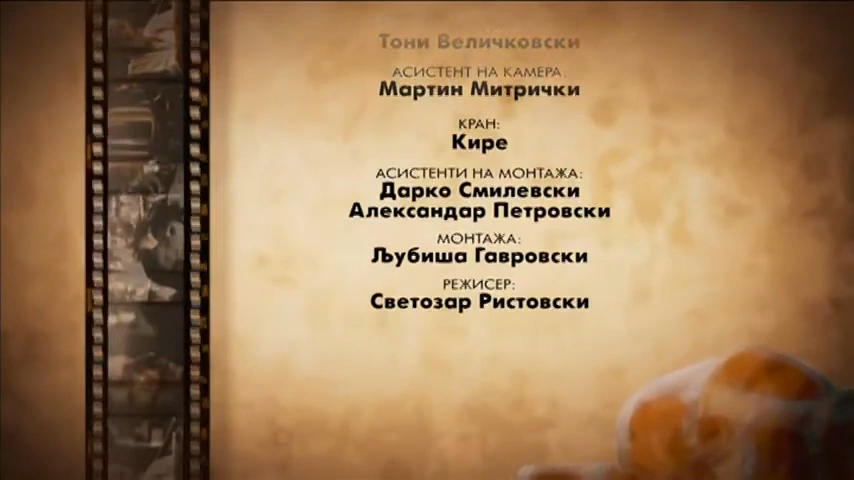 Тони Величковски
АСИСТЕНТ НА КАМЕРА:
Мартин Митрички
КРАН:
Кире
АСИСТЕНТИ НА МОНТАЖА:
Дарко Смилевски
Александар Петровски
МОНТАЖА:
Љубиша Гавровски
РЕЖИСЕР:
Светозар Ристовски